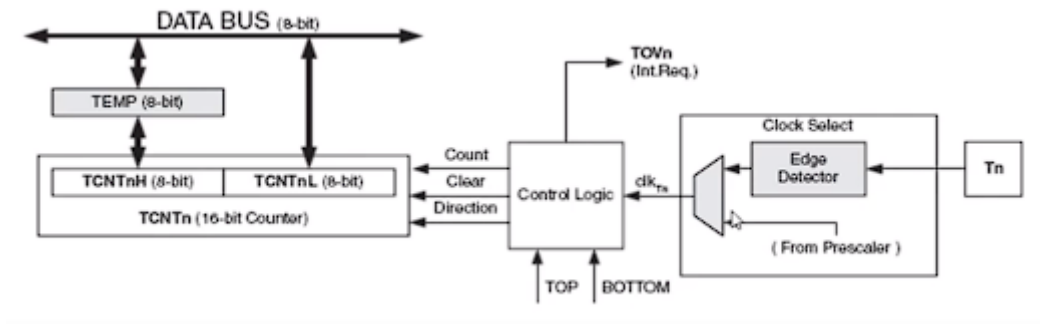 DATA BUS (8-bit)
TOVn
(Int.Req.)
TEMP (8-bit)
Clock Select
Count
Edge
Detector
Tn
TCNTnH (8-bit)
TCNTnL (8-bit)
Clear
Control Logic
clkTn
Direction
TCNTn (16-bit Counter)
( From Prescaler )
TOP
BOTTOM